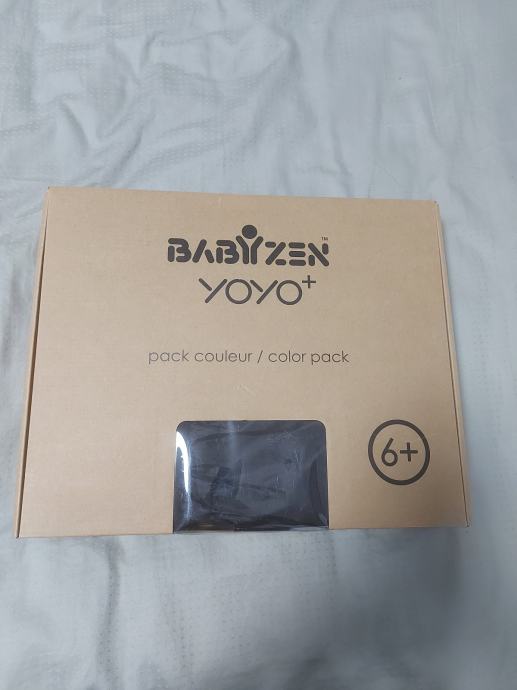 BABYZEN™
YOYO+
pack couleur / color pack
6+